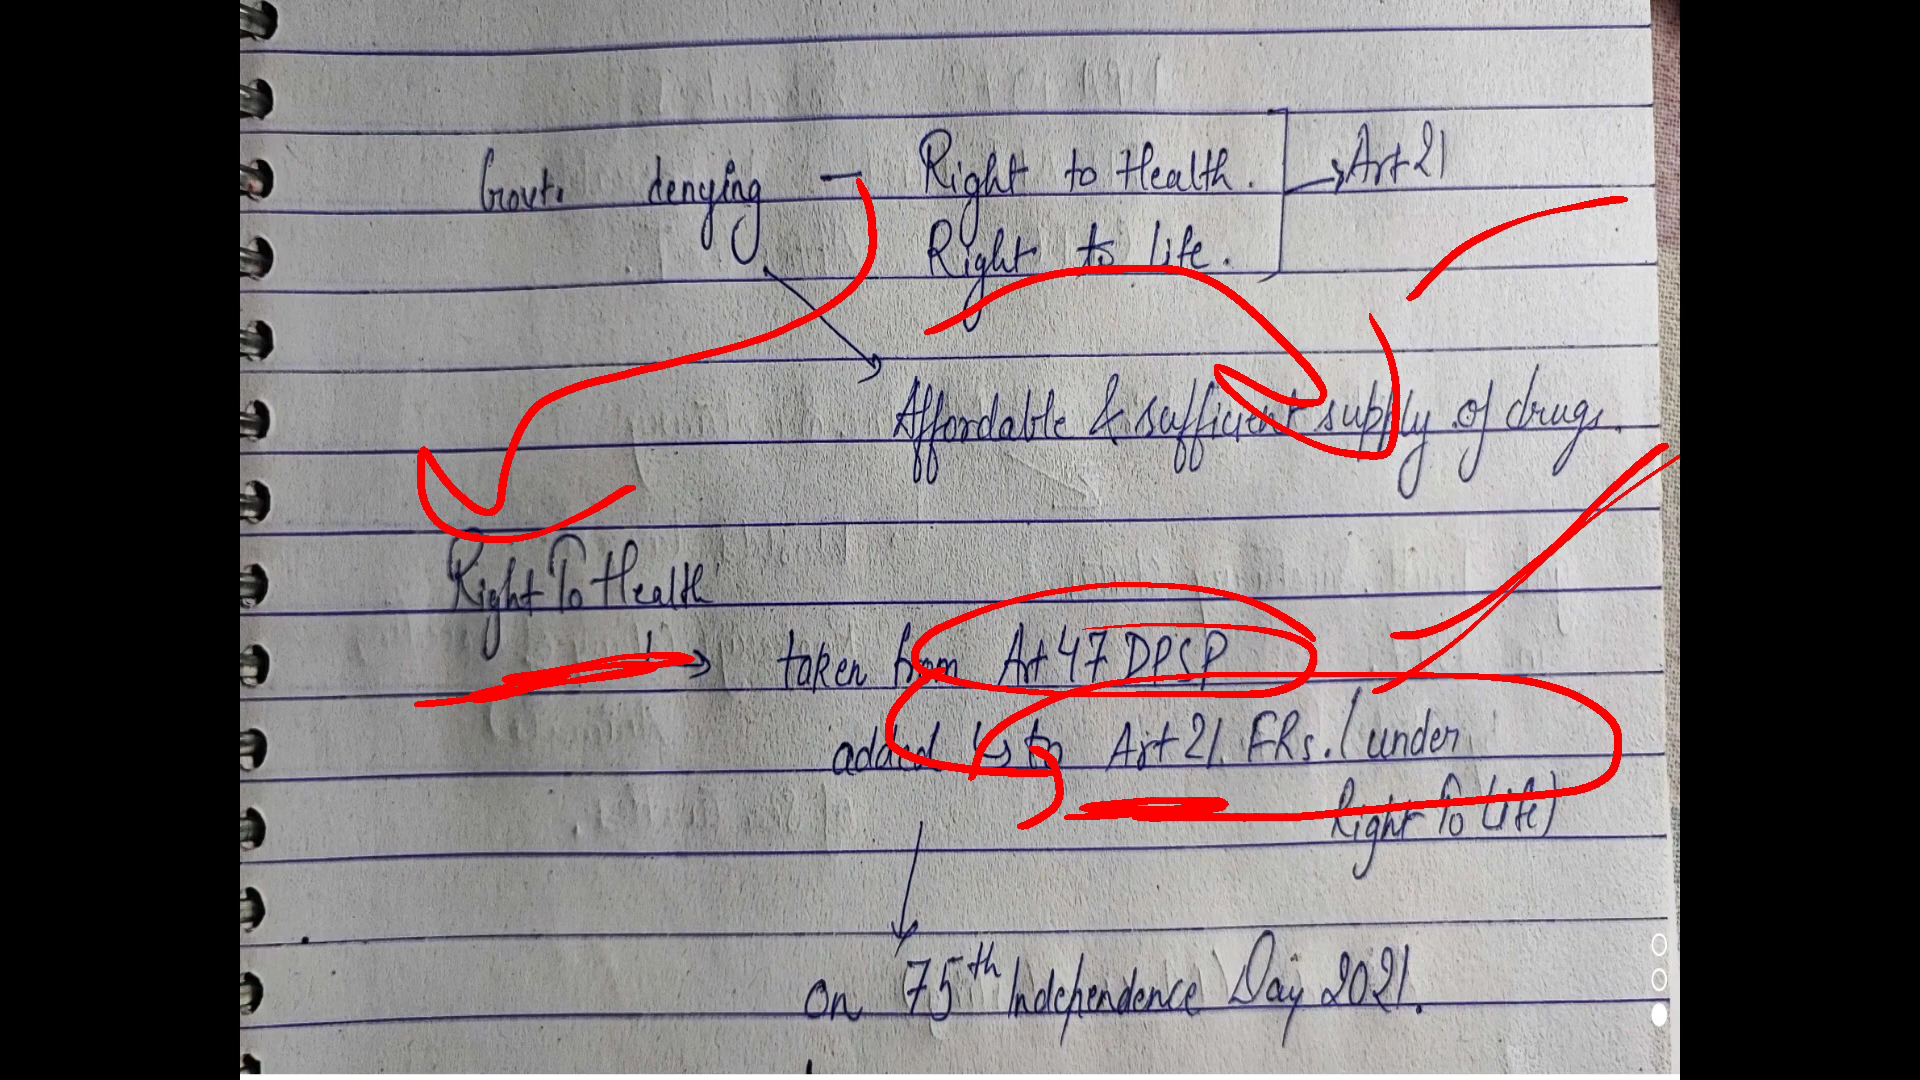 Govt. denying — Right to Health. → Art 21
Right to life.
Affordable & sufficient supply of drugs.
Right To Health
→ taken from Art 47 DPSP
added ↳ to Art 21 FRs. (under
Right To Life)
on 75th Independence Day 2021.